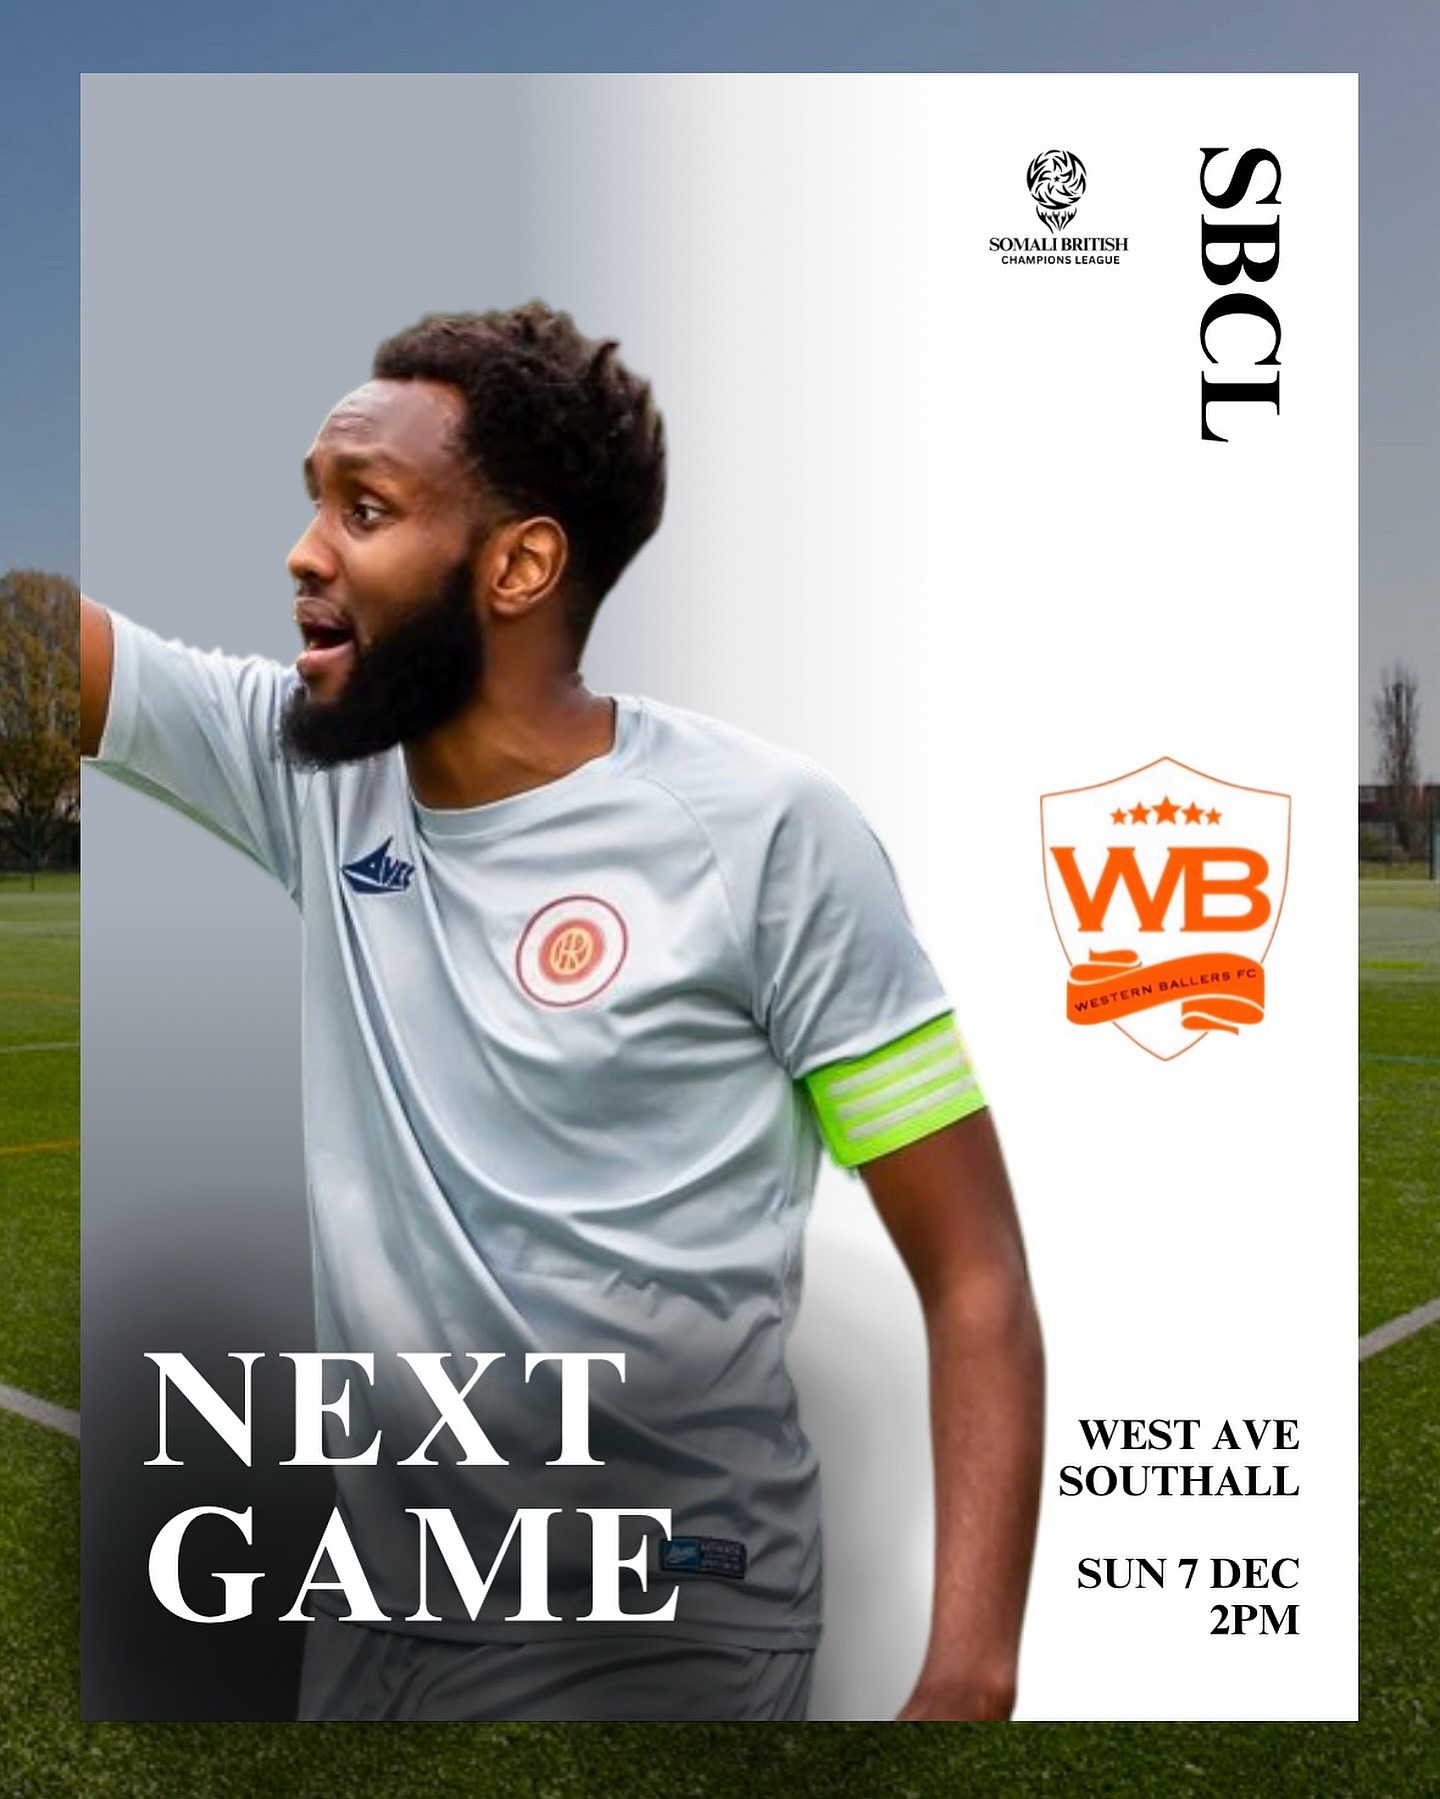 SOMALI BRITISH
CHAMPIONS LEAGUE
SBCL
WB
WESTERN BALLERS FC
NEXT
GAME
WEST AVE
SOUTHALL
SUN 7 DEC
2PM